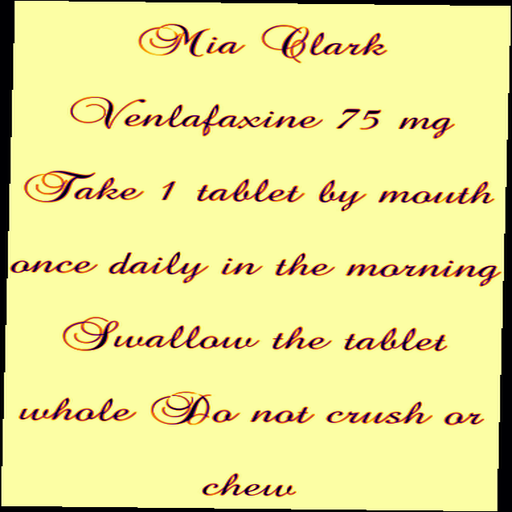 Mia Clark
Venlafaxine 75 mg
Take 1 tablet by mouth
once daily in the morning
Swallow the tablet
whole Do not crush or
chew